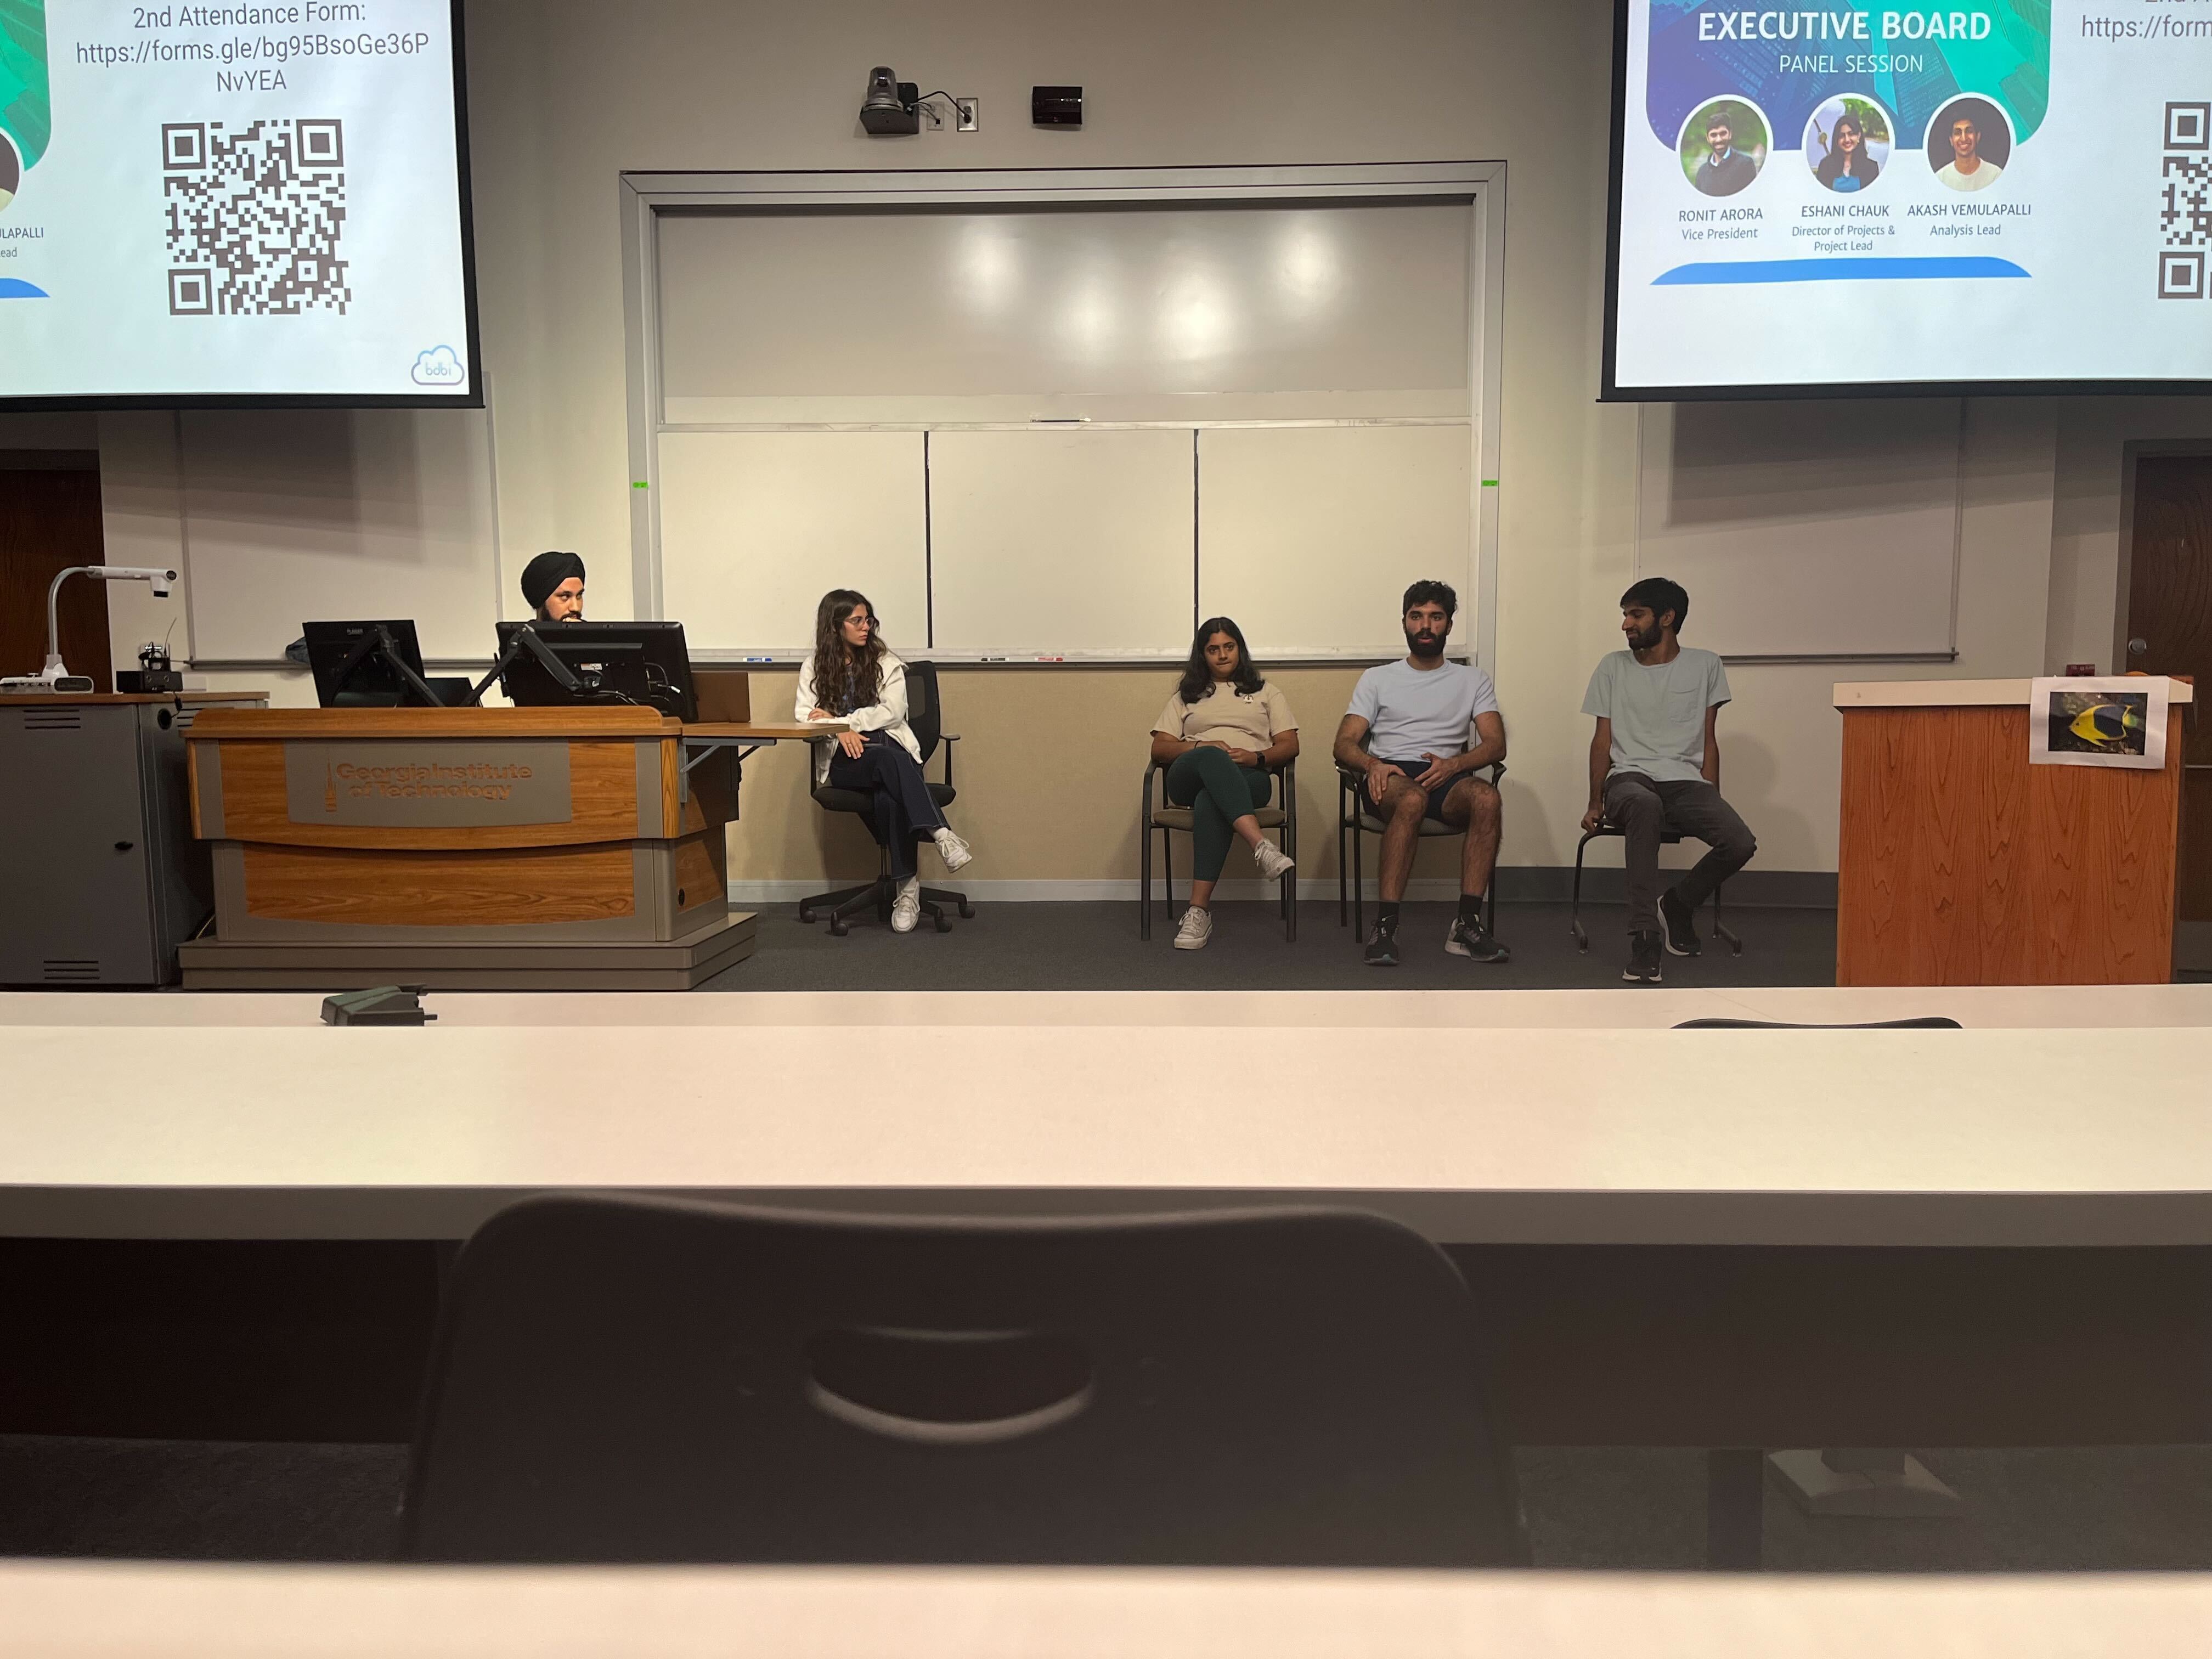 2nd Attendance Form:
https://forms.gle/bg95BsoGe36P
NvYEA
ULAPALLI
ead
bdbi
EXECUTIVE BOARD
PANEL SESSION
RONIT ARORA
Vice President
ESHANI CHAUK
Director of Projects &
Project Lead
AKASH VEMULAPALLI
Analysis Lead
https://form
Georgia Institute
of Technology